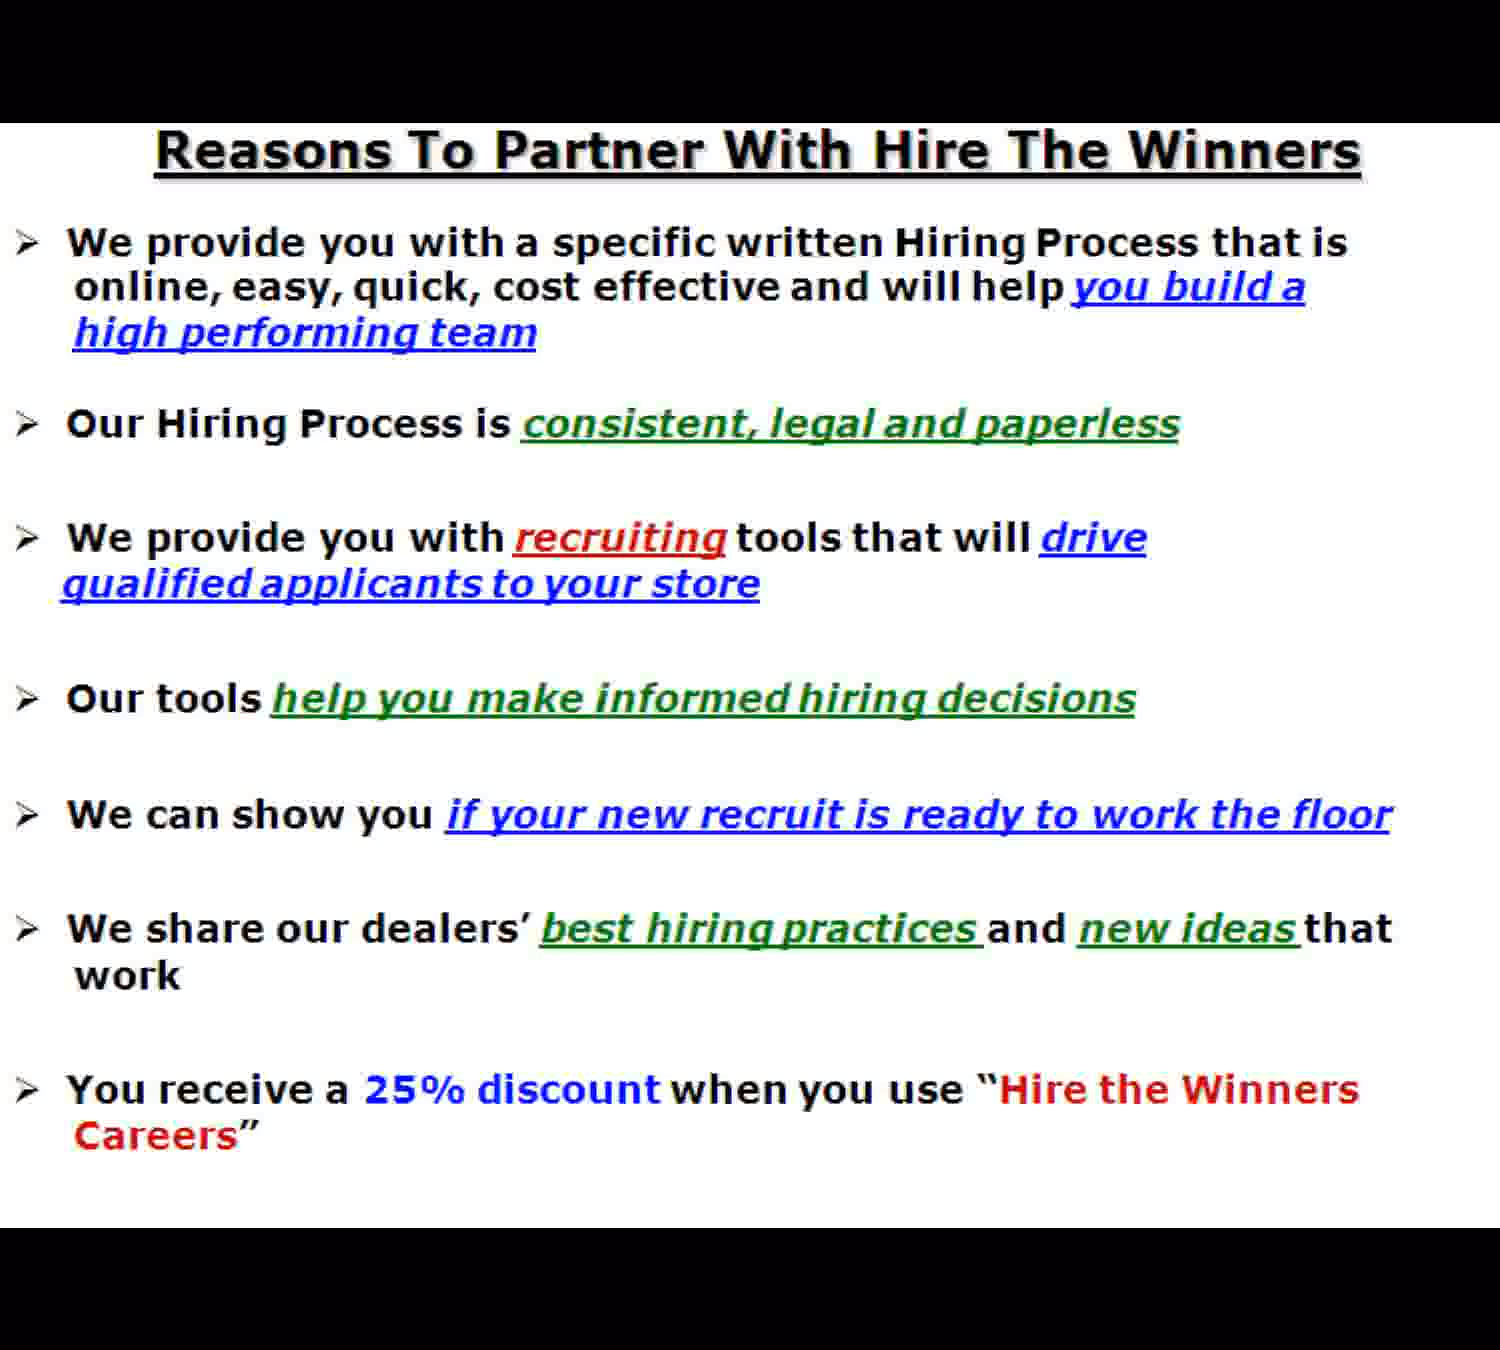 Reasons To Partner With Hire The Winners
➢ We provide you with a specific written Hiring Process that is
online, easy, quick, cost effective and will help you build a
high performing team
➢ Our Hiring Process is consistent, legal and paperless
➢ We provide you with recruiting tools that will drive
qualified applicants to your store
➢ Our tools help you make informed hiring decisions
➢ We can show you if your new recruit is ready to work the floor
➢ We share our dealers’ best hiring practices and new ideas that
work
➢ You receive a 25% discount when you use “Hire the Winners
Careers”